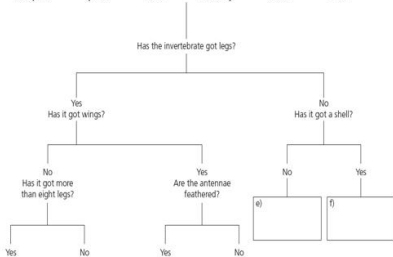 Has the invertebrate got legs?
Yes
Has it got wings?
No
Has it got a shell?
No
Has it got more
than eight legs?
Yes
Are the antennae
feathered?
No
Yes
e)
f)
Yes
No
Yes
No